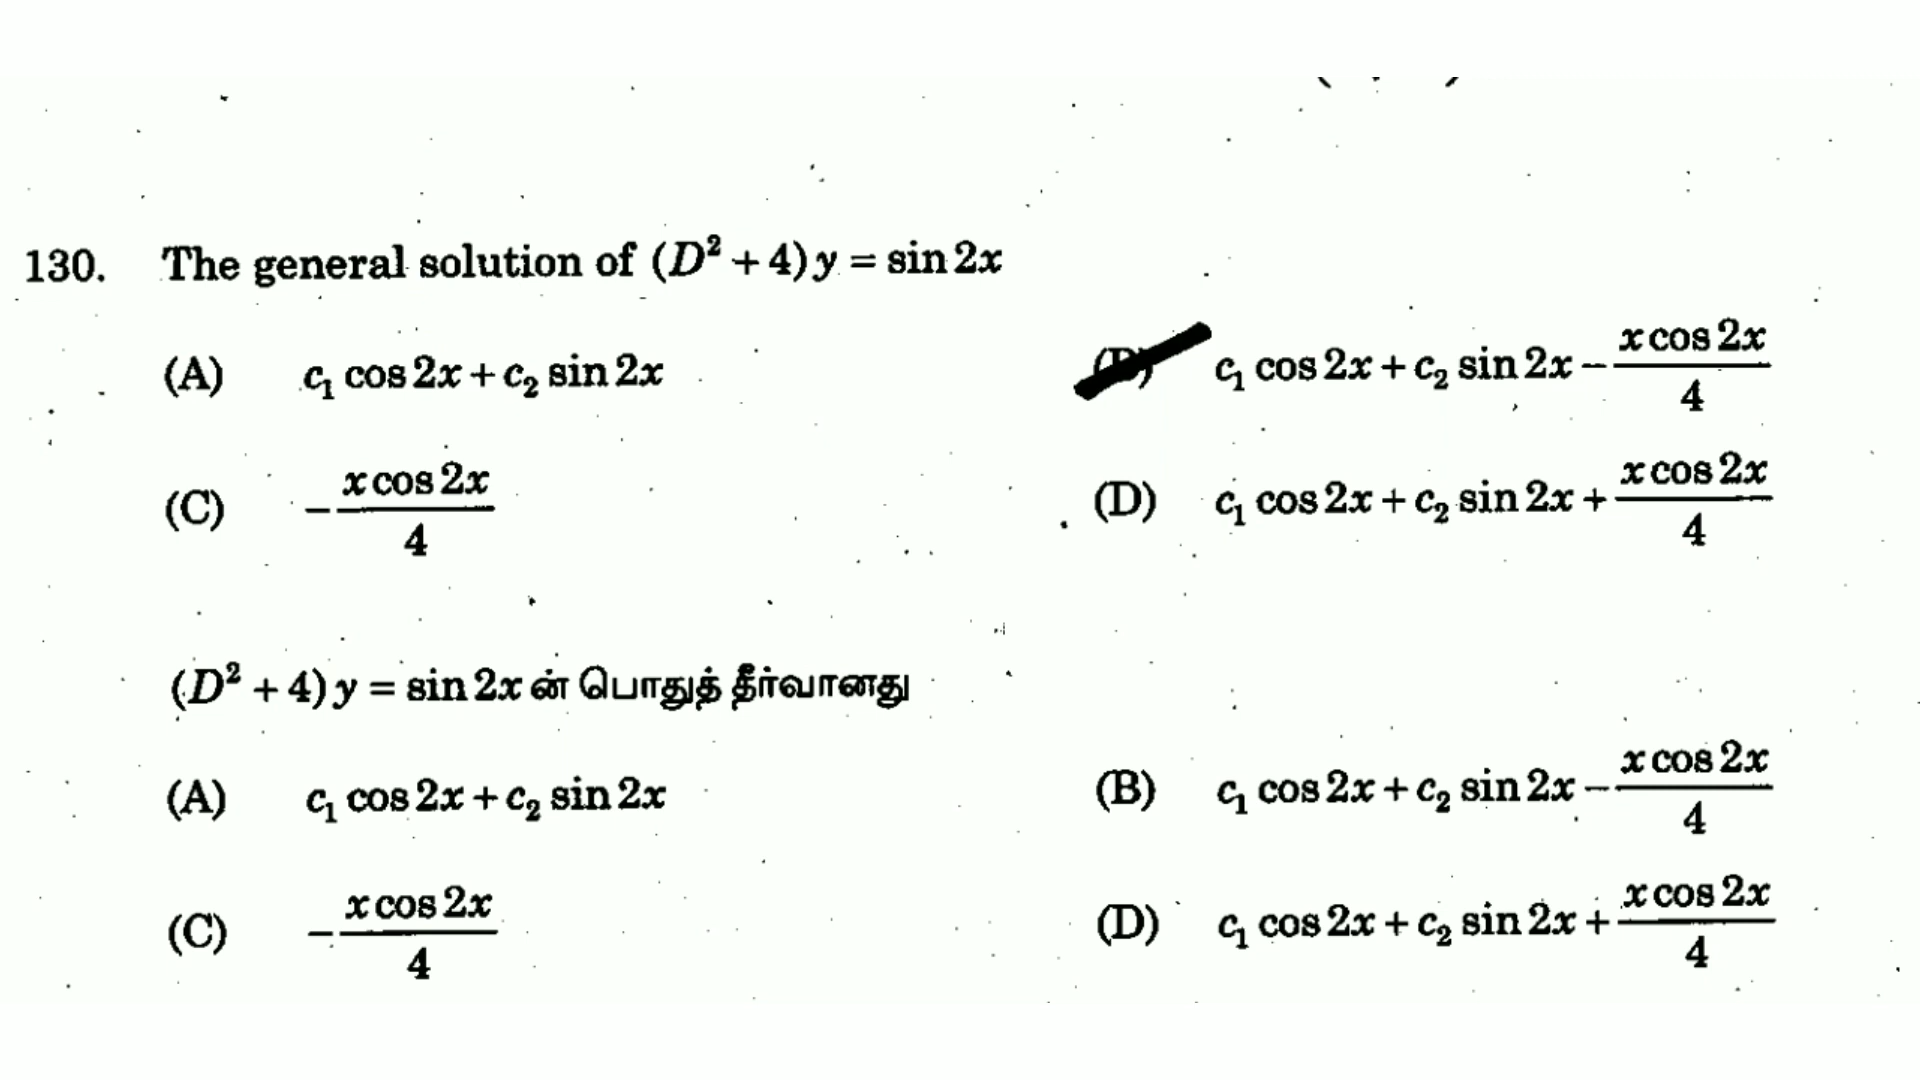 130. The general solution of (D² + 4) y = sin 2x
(A) c₁ cos 2x + c₂ sin 2x
(B) c₁ cos 2x + c₂ sin 2x − x cos 2x / 4
(C) − x cos 2x / 4
(D) c₁ cos 2x + c₂ sin 2x + x cos 2x / 4
(D² + 4) y = sin 2x ன் பொதுத் தீர்வானது
(A) c₁ cos 2x + c₂ sin 2x
(B) c₁ cos 2x + c₂ sin 2x − x cos 2x / 4
(C) − x cos 2x / 4
(D) c₁ cos 2x + c₂ sin 2x + x cos 2x / 4